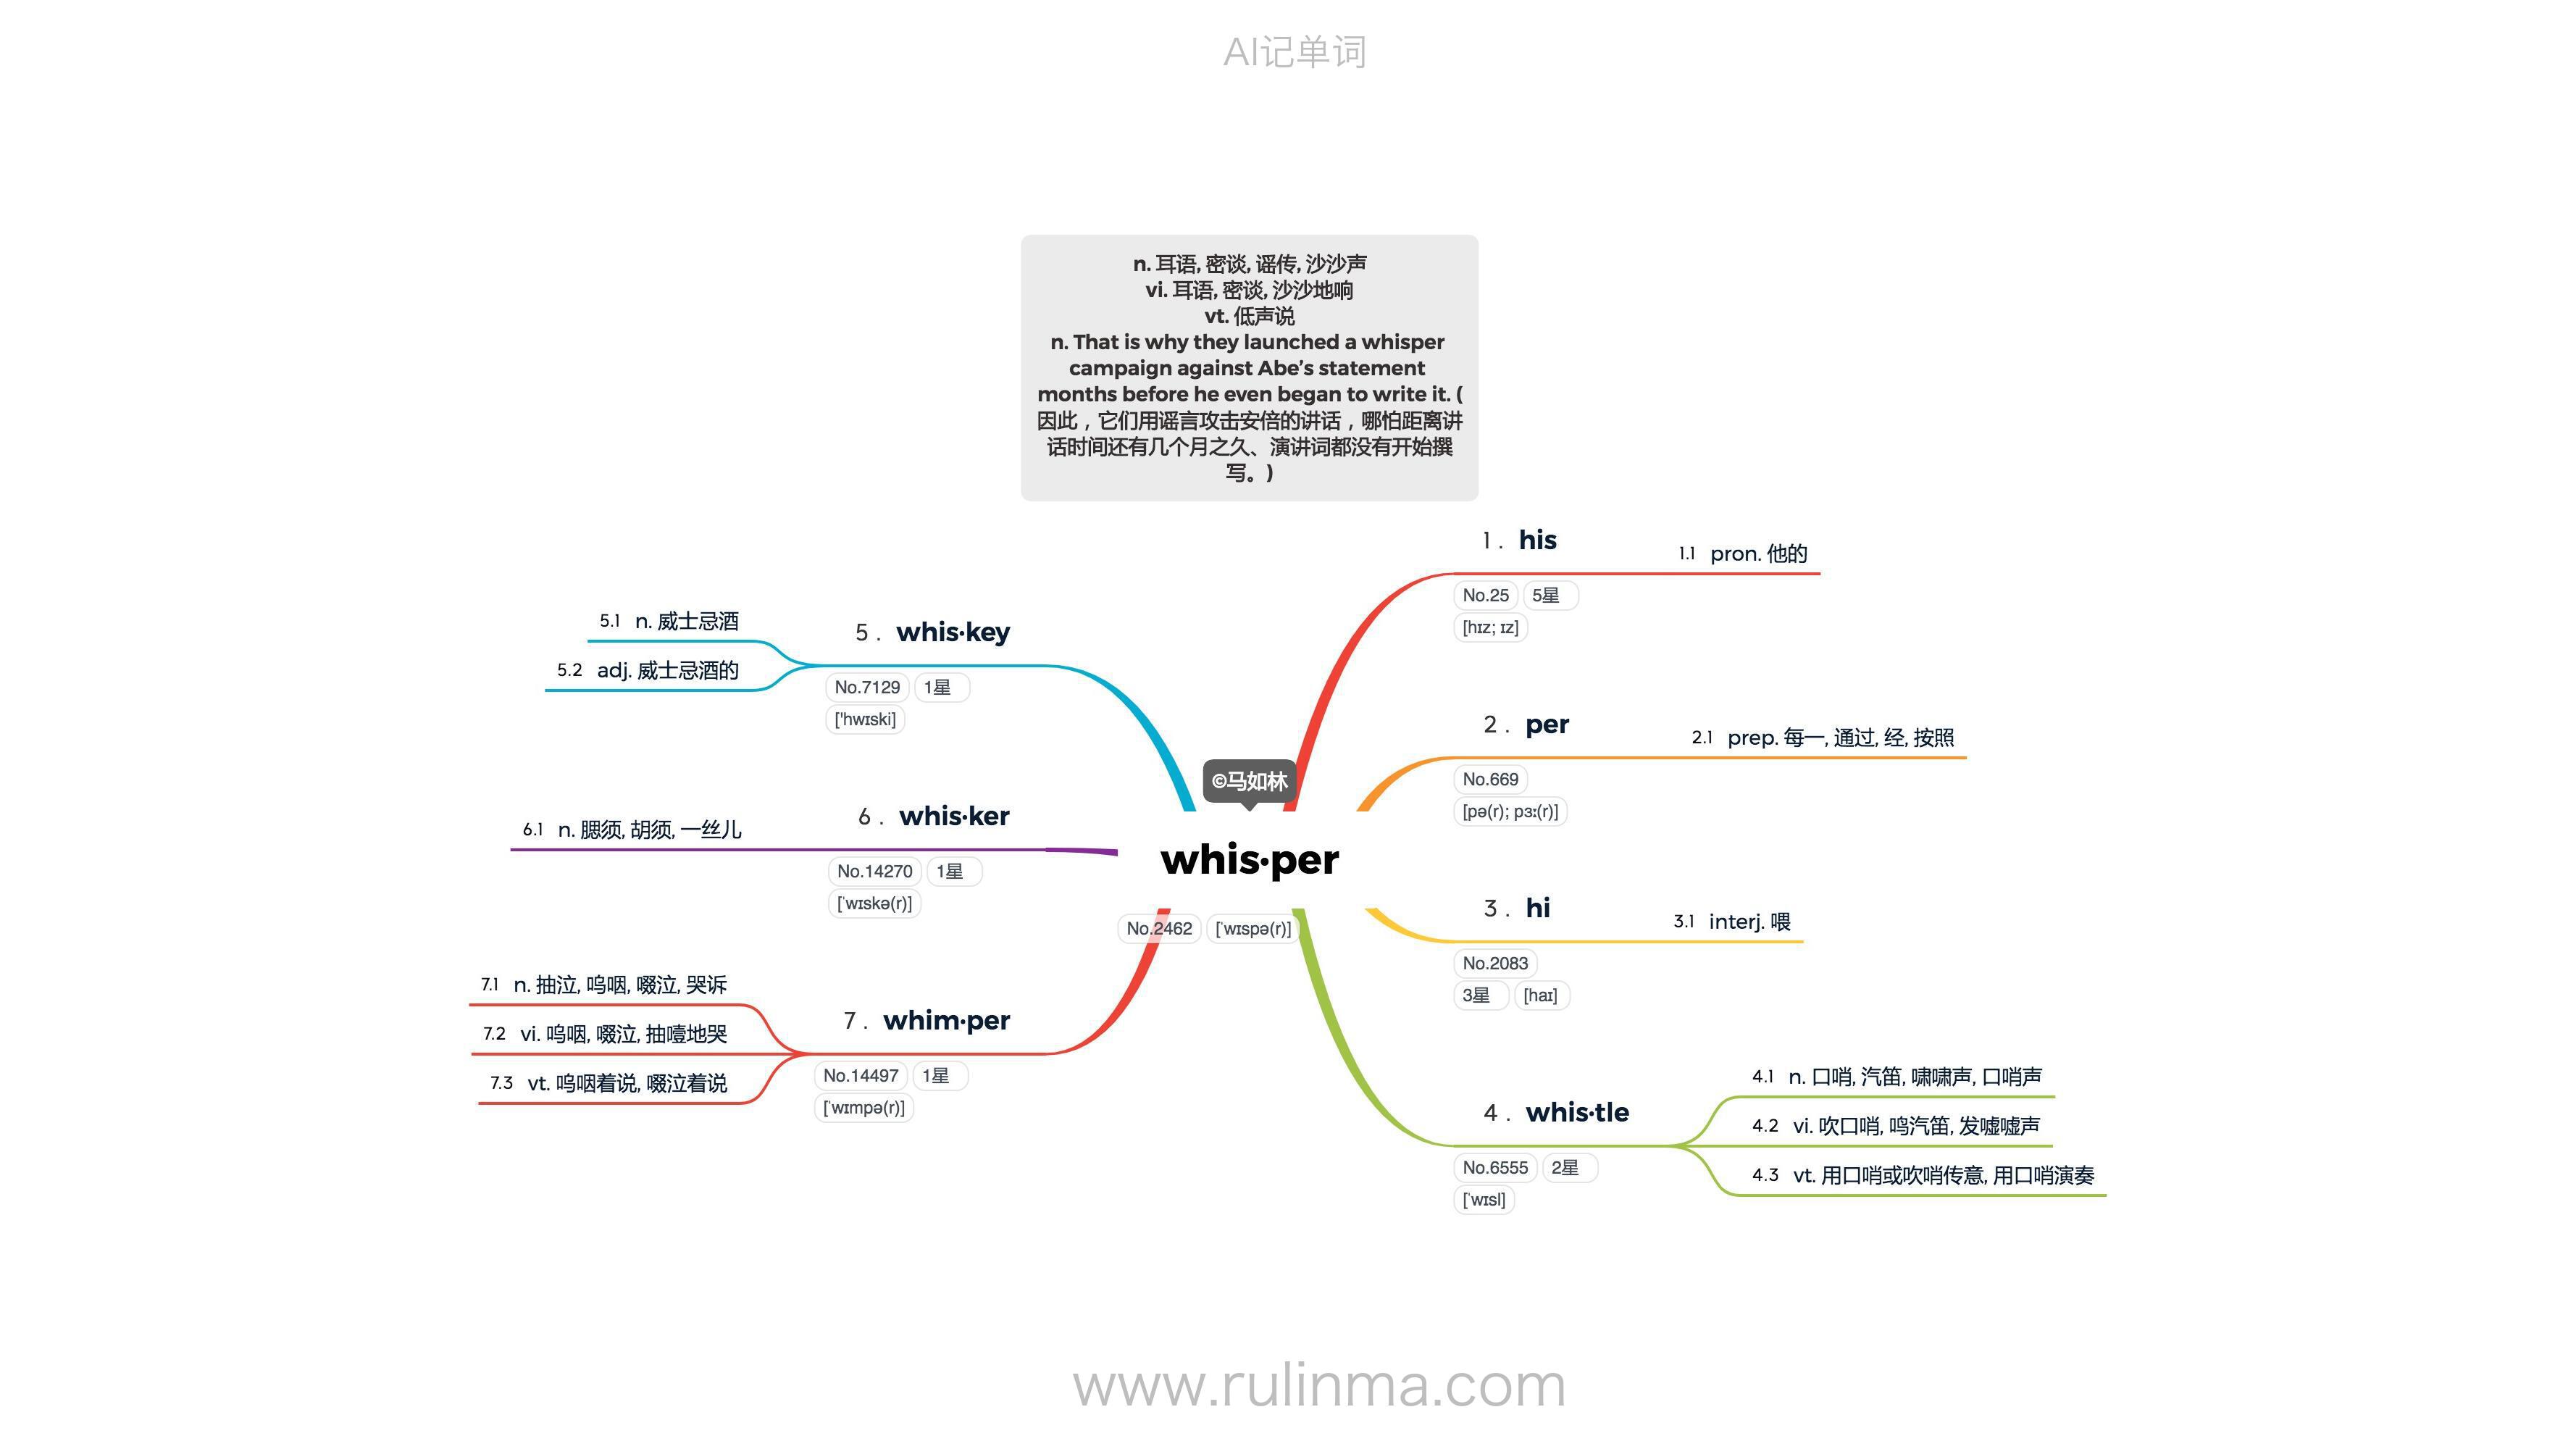 AI记单词
n. 耳语, 密谈, 谣传, 沙沙声
vi. 耳语, 密谈, 沙沙地响
vt. 低声说
n. That is why they launched a whisper
campaign against Abe’s statement
months before he even began to write it. (
因此，它们用谣言攻击安倍的讲话，哪怕距离讲
话时间还有几个月之久、演讲词都没有开始撰
写。)
©马如林
whis·per
No.2462 [ˈwɪspə(r)]
1 . his
No.25 5星
[hɪz; ɪz]
1.1 pron. 他的
2 . per
No.669
[pə(r); pɜː(r)]
2.1 prep. 每一, 通过, 经, 按照
3 . hi
No.2083
3星 [haɪ]
3.1 interj. 喂
4 . whis·tle
No.6555 2星
[ˈwɪsl]
4.1 n. 口哨, 汽笛, 啸啸声, 口哨声
4.2 vi. 吹口哨, 鸣汽笛, 发嘘嘘声
4.3 vt. 用口哨或吹哨传意, 用口哨演奏
5 . whis·key
No.7129 1星
['hwɪski]
5.1 n. 威士忌酒
5.2 adj. 威士忌酒的
6 . whis·ker
No.14270 1星
[ˈwɪskə(r)]
6.1 n. 腮须, 胡须, 一丝儿
7 . whim·per
No.14497 1星
[ˈwɪmpə(r)]
7.1 n. 抽泣, 呜咽, 啜泣, 哭诉
7.2 vi. 呜咽, 啜泣, 抽噎地哭
7.3 vt. 呜咽着说, 啜泣着说
www.rulinma.com